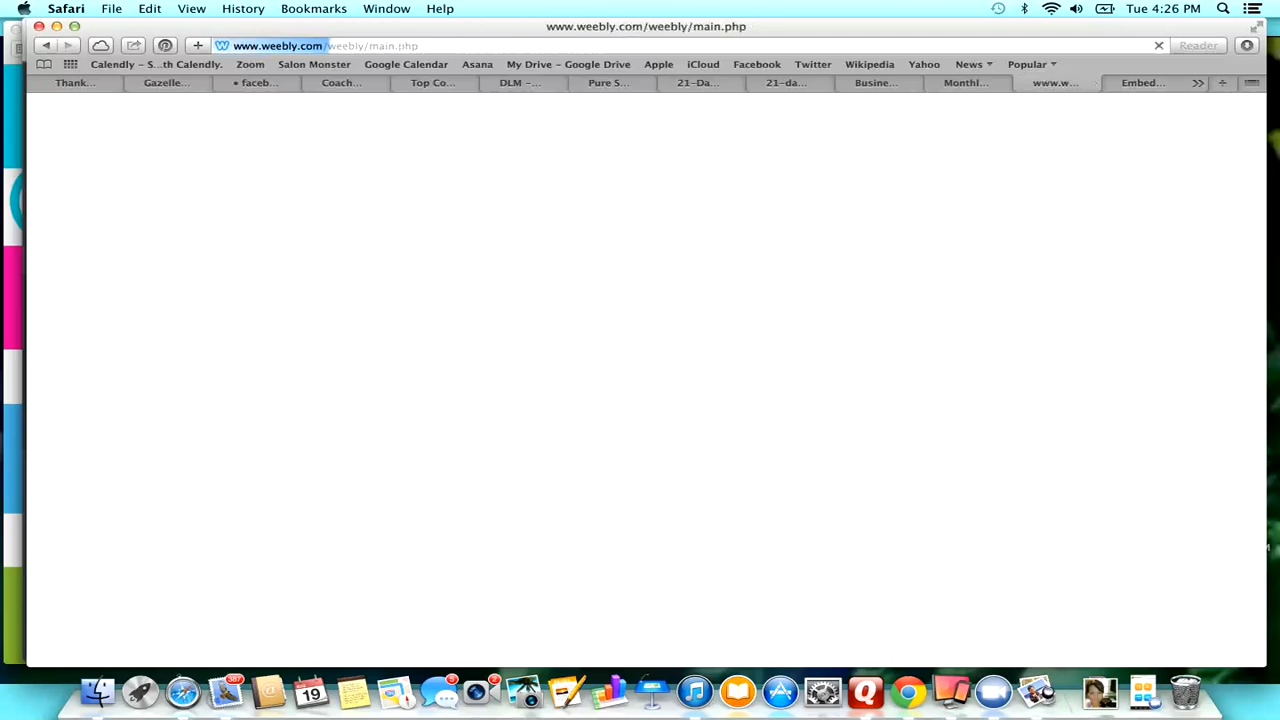 Safari File Edit View History Bookmarks Window Help Tue 4:26 PM
www.weebly.com/weebly/main.php
www.weebly.com/weebly/main.php Reader
Calendly – S...th Calendly. Zoom Salon Monster Google Calendar Asana My Drive – Google Drive Apple iCloud Facebook Twitter Wikipedia Yahoo News Popular
Thank... Gazelle... • faceb... Coach... Top Co... DLM –... Pure S... 21–Da... 21–da... Busine... Monthl... www.w... Embed...
387 19 5 2